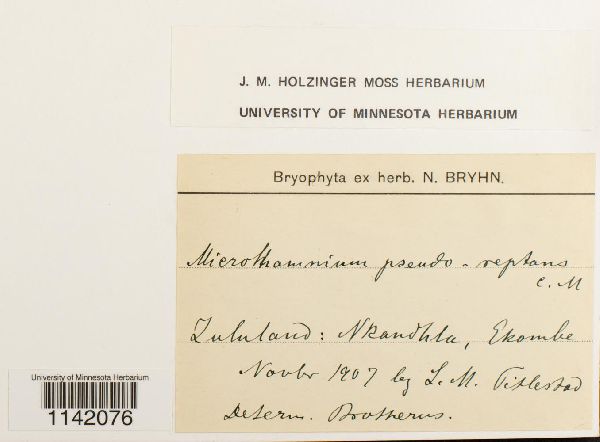 J. M. HOLZINGER MOSS HERBARIUM
UNIVERSITY OF MINNESOTA HERBARIUM
Bryophyta ex herb. N. BRYHN.
Microthamnium pseudo-reptans
C. M
Zululand: Nkandhla, Ekombe
Novbr 1907 leg L. M. Titlestad
Determ. Brotherus.
University of Minnesota Herbarium
1142076